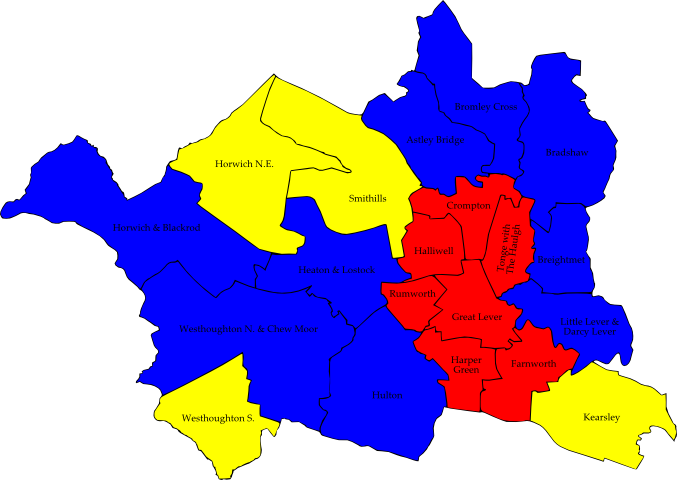 Bromley Cross
Astley Bridge
Bradshaw
Horwich N.E.
Smithills
Crompton
Horwich & Blackrod
Halliwell
Tonge with
The Haulgh
Breightmet
Heaton & Lostock
Rumworth
Great Lever
Westhoughton N. & Chew Moor
Little Lever &
Darcy Lever
Harper
Green
Farnworth
Hulton
Westhoughton S.
Kearsley